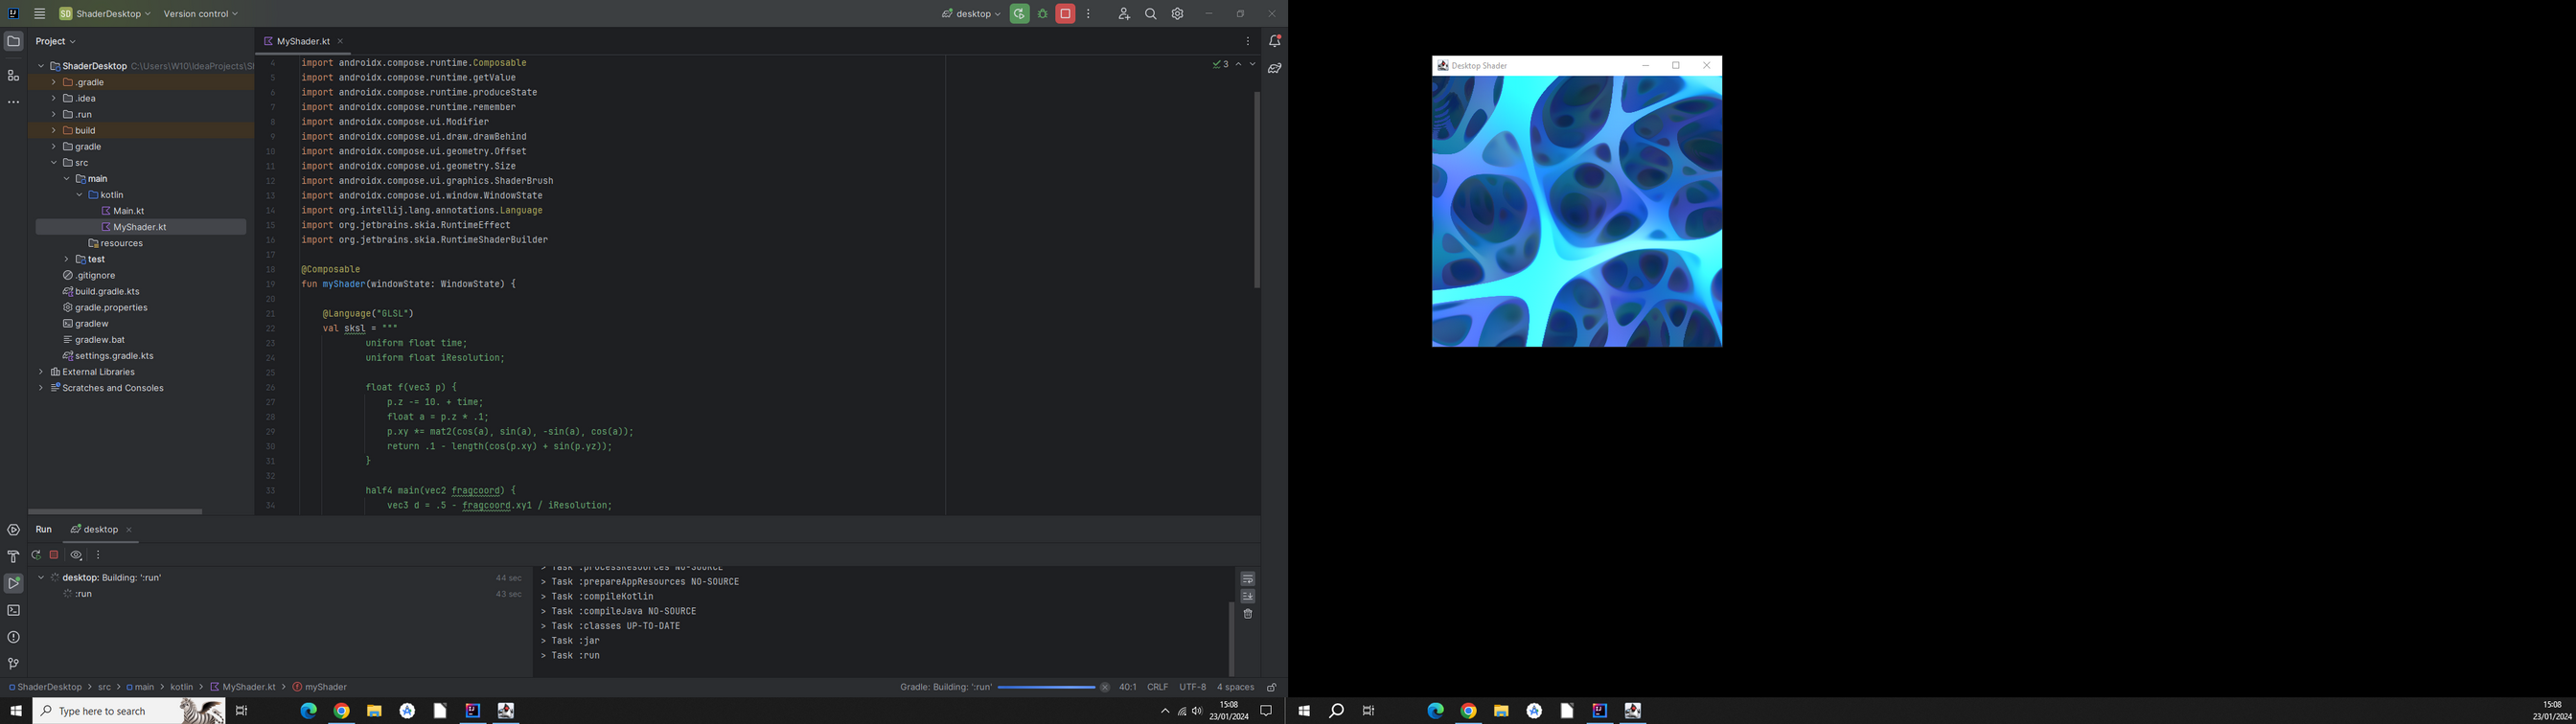 SD ShaderDesktop Version control desktop
Project
ShaderDesktop C:\Users\W10\IdeaProjects\S
.gradle
.idea
.run
build
gradle
src
main
kotlin
Main.kt
MyShader.kt
resources
test
.gitignore
build.gradle.kts
gradle.properties
gradlew
gradlew.bat
settings.gradle.kts
External Libraries
Scratches and Consoles
MyShader.kt
3
4 import androidx.compose.runtime.Composable
5 import androidx.compose.runtime.getValue
6 import androidx.compose.runtime.produceState
7 import androidx.compose.runtime.remember
8 import androidx.compose.ui.Modifier
9 import androidx.compose.ui.draw.drawBehind
10 import androidx.compose.ui.geometry.Offset
11 import androidx.compose.ui.geometry.Size
12 import androidx.compose.ui.graphics.ShaderBrush
13 import androidx.compose.ui.window.WindowState
14 import org.intellij.lang.annotations.Language
15 import org.jetbrains.skia.RuntimeEffect
16 import org.jetbrains.skia.RuntimeShaderBuilder
17
18 @Composable
19 fun myShader(windowState: WindowState) {
20
21 @Language("GLSL")
22 val sksl = """
23 uniform float time;
24 uniform float iResolution;
25
26 float f(vec3 p) {
27 p.z -= 10. + time;
28 float a = p.z * .1;
29 p.xy *= mat2(cos(a), sin(a), -sin(a), cos(a));
30 return .1 - length(cos(p.xy) + sin(p.yz));
31 }
32
33 half4 main(vec2 fragcoord) {
34 vec3 d = .5 - fragcoord.xy1 / iResolution;
Run desktop
desktop: Building: ':run' 44 sec
:run 43 sec
> Task :processResources NO-SOURCE
> Task :prepareAppResources NO-SOURCE
> Task :compileKotlin
> Task :compileJava NO-SOURCE
> Task :classes UP-TO-DATE
> Task :jar
> Task :run
ShaderDesktop > src > main > kotlin > MyShader.kt > myShader
Gradle: Building: ':run' 40:1 CRLF UTF-8 4 spaces
Type here to search
15:08
23/01/2024
Desktop Shader
15:08
23/01/2024